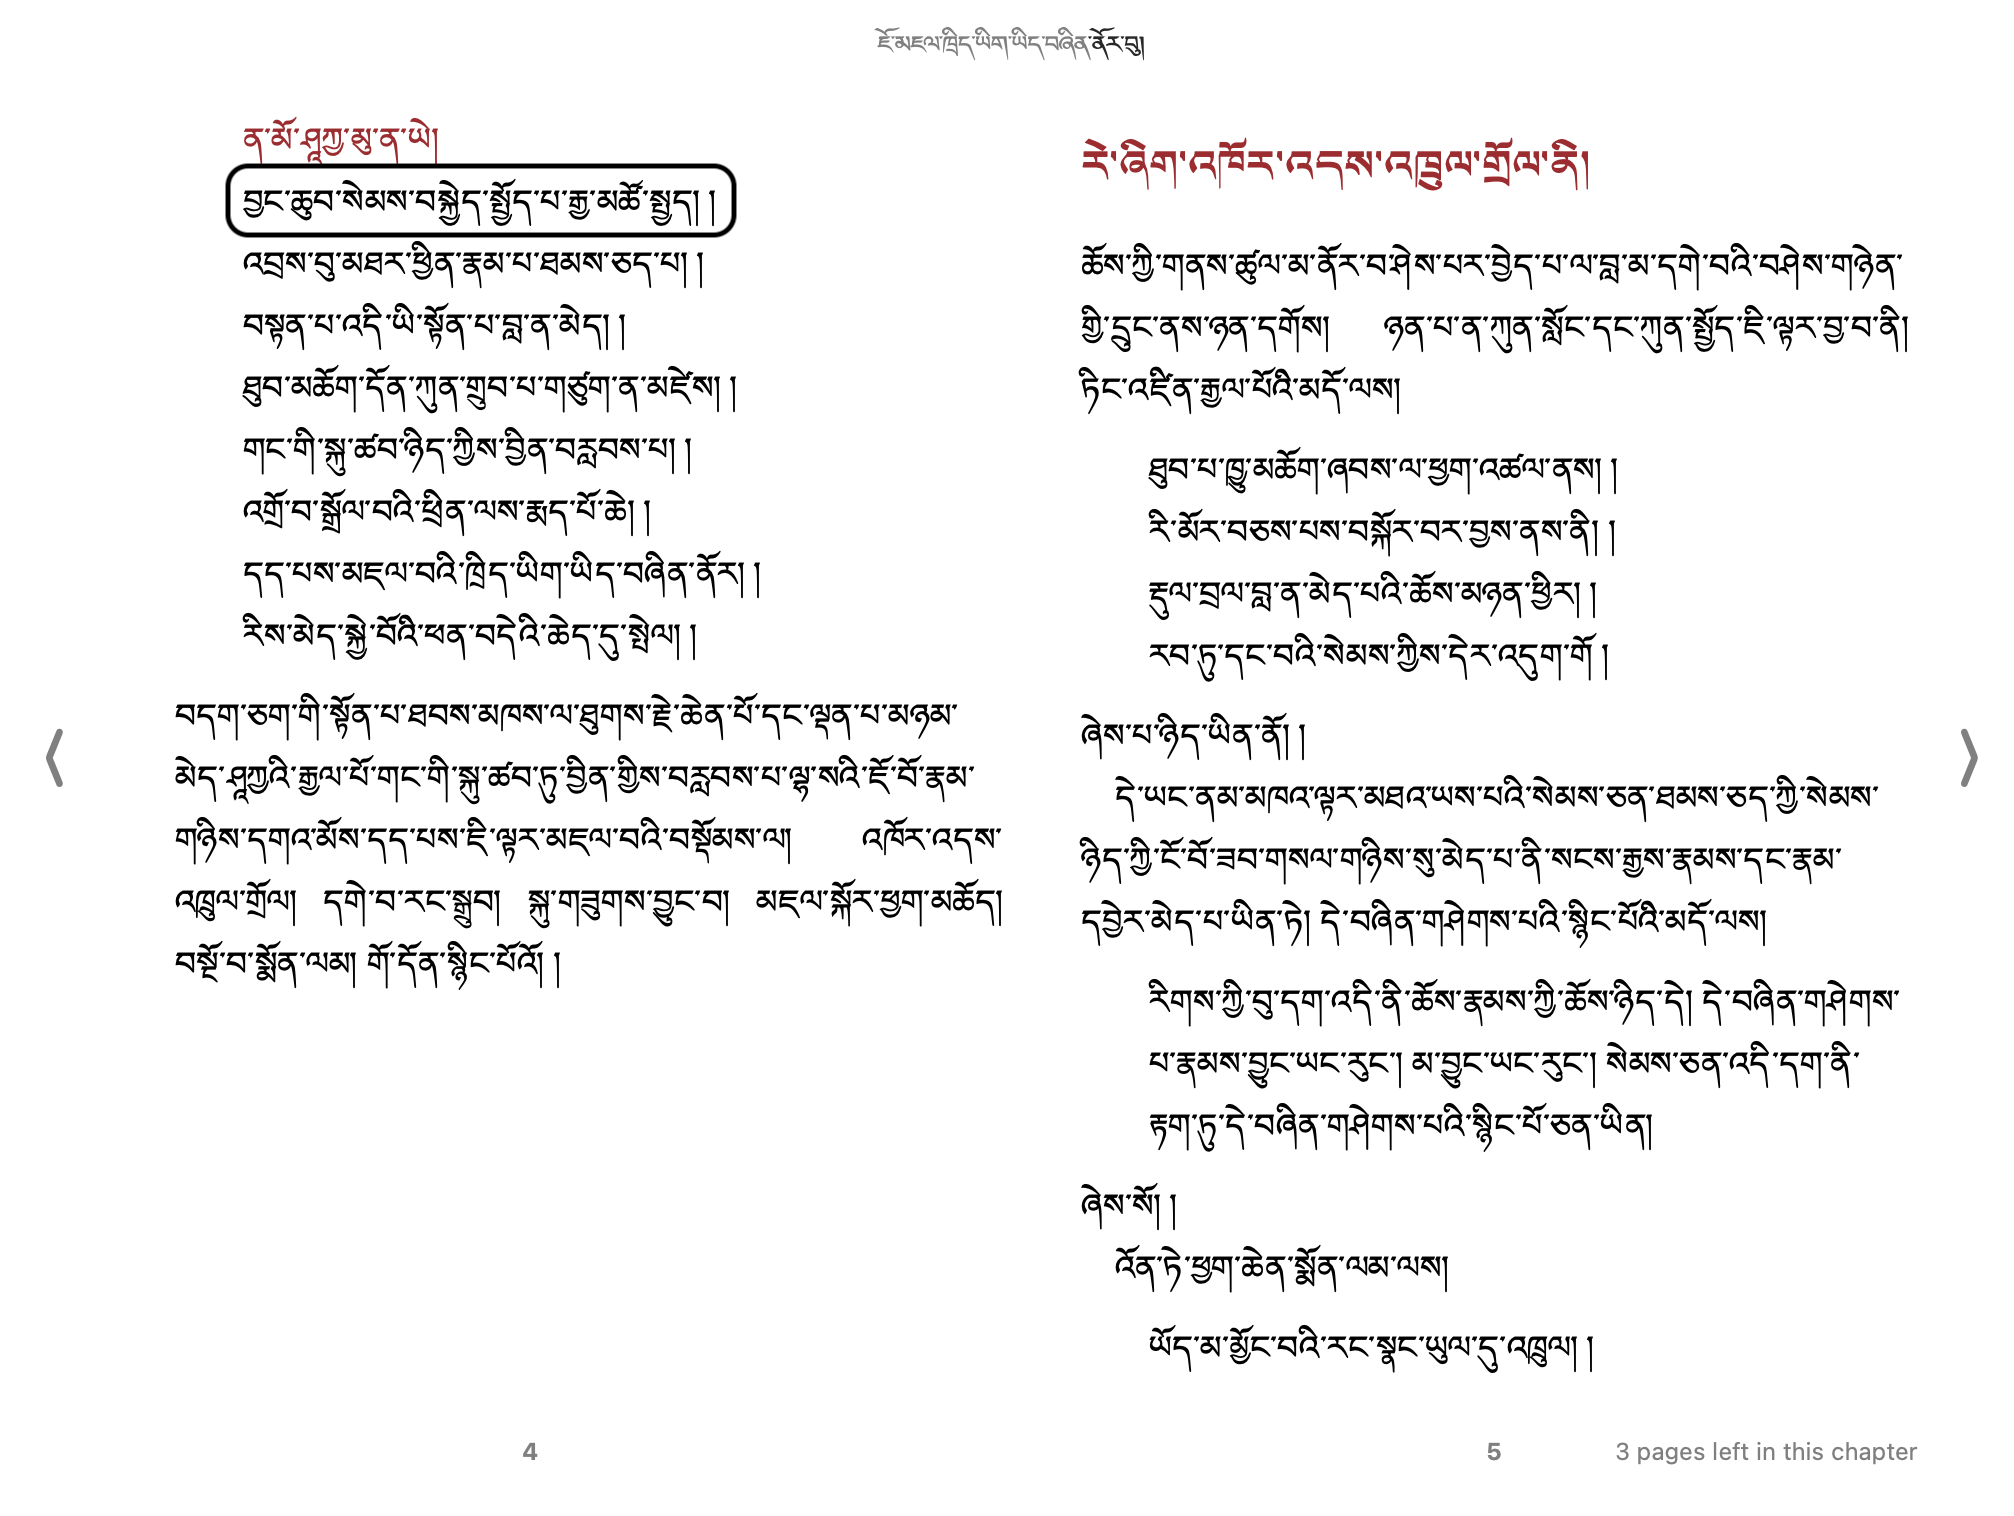 ཇོ་མཇལ་ཁྲིད་ཡིག་ཡིད་བཞིན་ནོར་བུ།
ན་མོ་ཤཱཀྱ་མུ་ན་ཡེ།
བྱང་ཆུབ་སེམས་བསྐྱེད་སྤྱོད་པ་རྒྱ་མཚོ་སྤྱད། །
འབྲས་བུ་མཐར་ཕྱིན་རྣམ་པ་ཐམས་ཅད་པ། །
བསྟན་པ་འདི་ཡི་སྟོན་པ་བླ་ན་མེད། །
ཐུབ་མཆོག་དོན་ཀུན་གྲུབ་པ་གཙུག་ན་མཛེས། །
གང་གི་སྐུ་ཚབ་ཉིད་ཀྱིས་བྱིན་བརླབས་པ། །
འགྲོ་བ་སྒྲོལ་བའི་ཕྲིན་ལས་རྨད་པོ་ཆེ། །
དད་པས་མཇལ་བའི་ཁྲིད་ཡིག་ཡིད་བཞིན་ནོར། །
རིས་མེད་སྐྱེ་བོའི་ཕན་བདེའི་ཆེད་དུ་སྤེལ། །
བདག་ཅག་གི་སྟོན་པ་ཐབས་མཁས་ལ་ཐུགས་རྗེ་ཆེན་པོ་དང་ལྡན་པ་མཉམ་
མེད་ཤཱཀྱའི་རྒྱལ་པོ་གང་གི་སྐུ་ཚབ་ཏུ་བྱིན་གྱིས་བརླབས་པ་ལྷ་སའི་ཇོ་བོ་རྣམ་
གཉིས་དགའ་མོས་དད་པས་ཇི་ལྟར་མཇལ་བའི་བསྡོམས་ལ། འཁོར་འདས་
འཁྲུལ་གྲོལ། དགེ་བ་རང་སྒྲུབ། སྐུ་གཟུགས་བྱུང་བ། མཇལ་སྐོར་ཕྱག་མཆོད།
བསྔོ་བ་སྨོན་ལམ། གོ་དོན་སྙིང་པོའོ། །
4
རེ་ཞིག་འཁོར་འདས་འཁྲུལ་གྲོལ་ནི།
ཆོས་ཀྱི་གནས་ཚུལ་མ་ནོར་བ་ཤེས་པར་བྱེད་པ་ལ་བླ་མ་དགེ་བའི་བཤེས་གཉེན་
གྱི་དྲུང་ནས་ཉན་དགོས། ཉན་པ་ན་ཀུན་སློང་དང་ཀུན་སྤྱོད་ཇི་ལྟར་བྱ་བ་ནི།
ཏིང་འཛིན་རྒྱལ་པོའི་མདོ་ལས།
ཐུབ་པ་ཁྱུ་མཆོག་ཞབས་ལ་ཕྱག་འཚལ་ནས། །
རི་མོར་བཅས་པས་བསྐོར་བར་བྱས་ནས་ནི། །
རྡུལ་བྲལ་བླ་ན་མེད་པའི་ཆོས་མཉན་ཕྱིར། །
རབ་ཏུ་དང་བའི་སེམས་ཀྱིས་དེར་འདུག་གོ །
ཞེས་པ་ཉིད་ཡིན་ནོ། །
དེ་ཡང་ནམ་མཁའ་ལྟར་མཐའ་ཡས་པའི་སེམས་ཅན་ཐམས་ཅད་ཀྱི་སེམས་
ཉིད་ཀྱི་ངོ་བོ་ཟབ་གསལ་གཉིས་སུ་མེད་པ་ནི་སངས་རྒྱས་རྣམས་དང་རྣམ་
དབྱེར་མེད་པ་ཡིན་ཏེ། དེ་བཞིན་གཤེགས་པའི་སྙིང་པོའི་མདོ་ལས།
རིགས་ཀྱི་བུ་དག་འདི་ནི་ཆོས་རྣམས་ཀྱི་ཆོས་ཉིད་དེ། དེ་བཞིན་གཤེགས་
པ་རྣམས་བྱུང་ཡང་རུང༌། མ་བྱུང་ཡང་རུང༌། སེམས་ཅན་འདི་དག་ནི་
རྟག་ཏུ་དེ་བཞིན་གཤེགས་པའི་སྙིང་པོ་ཅན་ཡིན།
ཞེས་སོ། །
འོན་ཏེ་ཕྱག་ཆེན་སྨོན་ལམ་ལས།
ཡོད་མ་མྱོང་བའི་རང་སྣང་ཡུལ་དུ་འཁྲུལ། །
5
3 pages left in this chapter